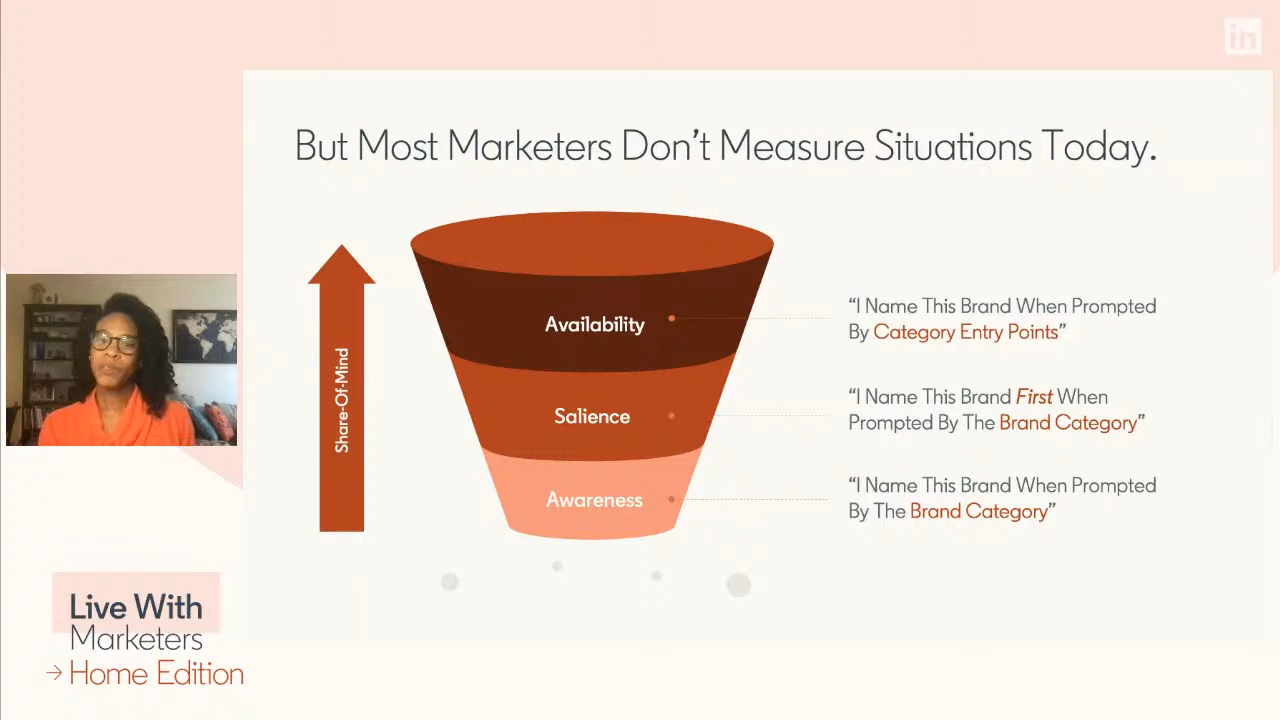 in
But Most Marketers Don't Measure Situations Today.
Share-Of-Mind
Availability
“I Name This Brand When Prompted
By Category Entry Points”
Salience
“I Name This Brand First When
Prompted By The Brand Category”
Awareness
“I Name This Brand When Prompted
By The Brand Category”
Live With
Marketers
→ Home Edition